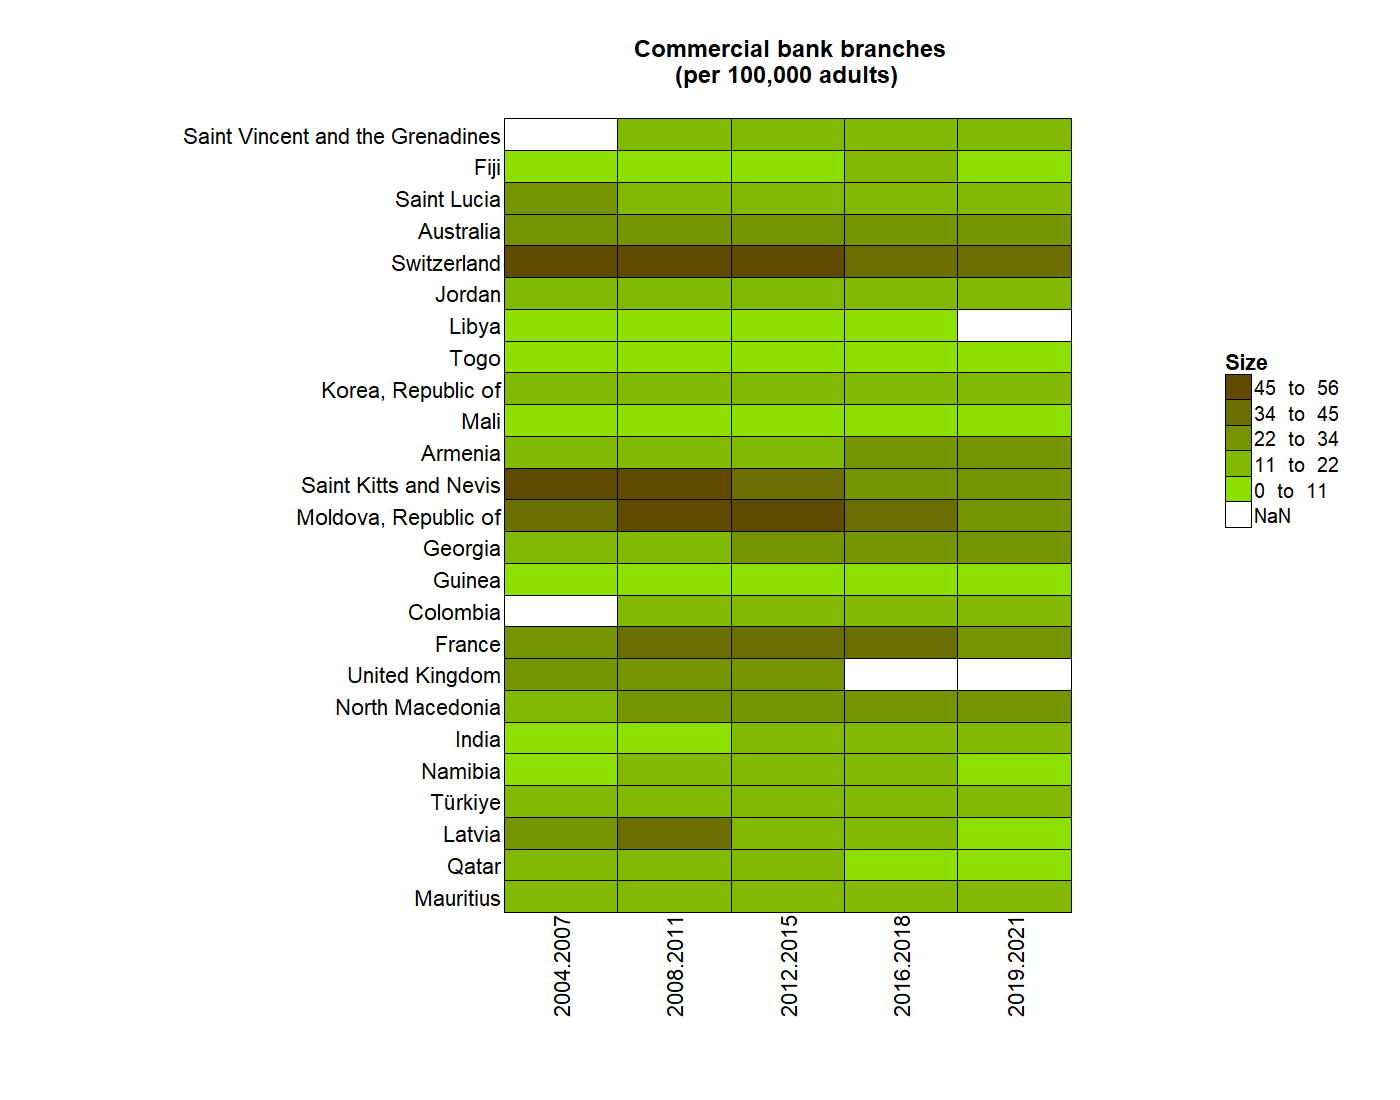 Commercial bank branches
(per 100,000 adults)
Saint Vincent and the Grenadines
Fiji
Saint Lucia
Australia
Switzerland
Jordan
Libya
Togo
Korea, Republic of
Mali
Armenia
Saint Kitts and Nevis
Moldova, Republic of
Georgia
Guinea
Colombia
France
United Kingdom
North Macedonia
India
Namibia
Türkiye
Latvia
Qatar
Mauritius
2004.2007
2008.2011
2012.2015
2016.2018
2019.2021
Size
45 to 56
34 to 45
22 to 34
11 to 22
0 to 11
NaN